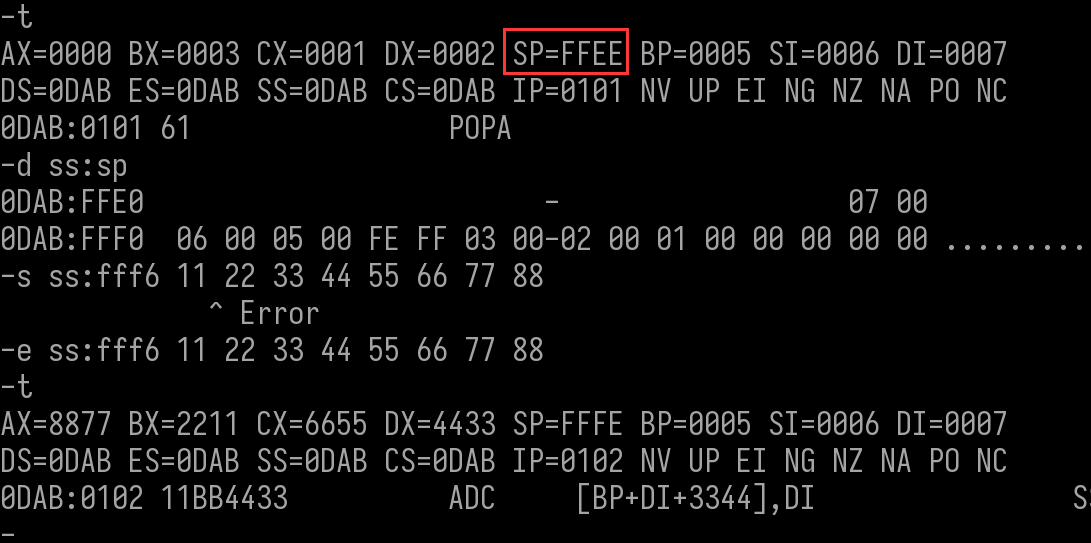 -t
AX=0000 BX=0003 CX=0001 DX=0002 SP=FFEE BP=0005 SI=0006 DI=0007
DS=0DAB ES=0DAB SS=0DAB CS=0DAB IP=0101 NV UP EI NG NZ NA PO NC
0DAB:0101 61 POPA
-d ss:sp
0DAB:FFE0 - 07 00
0DAB:FFF0 06 00 05 00 FE FF 03 00-02 00 01 00 00 00 00 00 .........
-s ss:fff6 11 22 33 44 55 66 77 88
^ Error
-e ss:fff6 11 22 33 44 55 66 77 88
-t
AX=8877 BX=2211 CX=6655 DX=4433 SP=FFFE BP=0005 SI=0006 DI=0007
DS=0DAB ES=0DAB SS=0DAB CS=0DAB IP=0102 NV UP EI NG NZ NA PO NC
0DAB:0102 11BB4433 ADC [BP+DI+3344],DI S
-